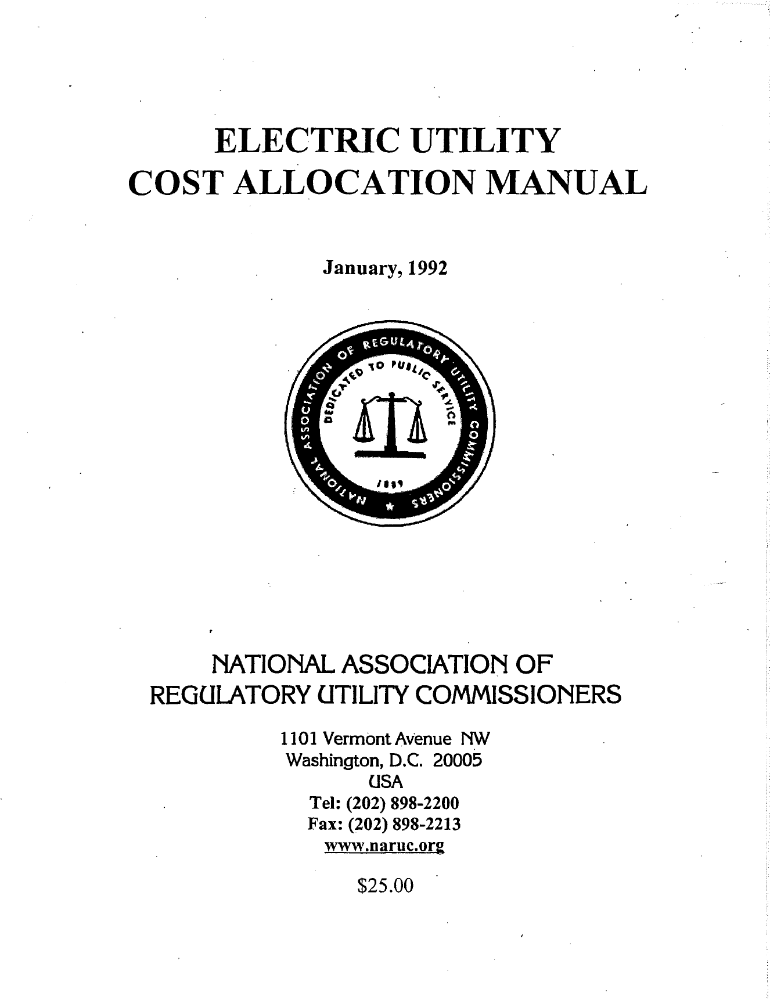 ELECTRIC UTILITY
COST ALLOCATION MANUAL
January, 1992
NATIONAL ASSOCIATION OF REGULATORY UTILITY COMMISSIONERS
DEDICATED TO PUBLIC SERVICE
1889
NATIONAL ASSOCIATION OF
REGULATORY UTILITY COMMISSIONERS
1101 Vermont Avenue NW
Washington, D.C. 20005
USA
Tel: (202) 898-2200
Fax: (202) 898-2213
www.naruc.org
$25.00